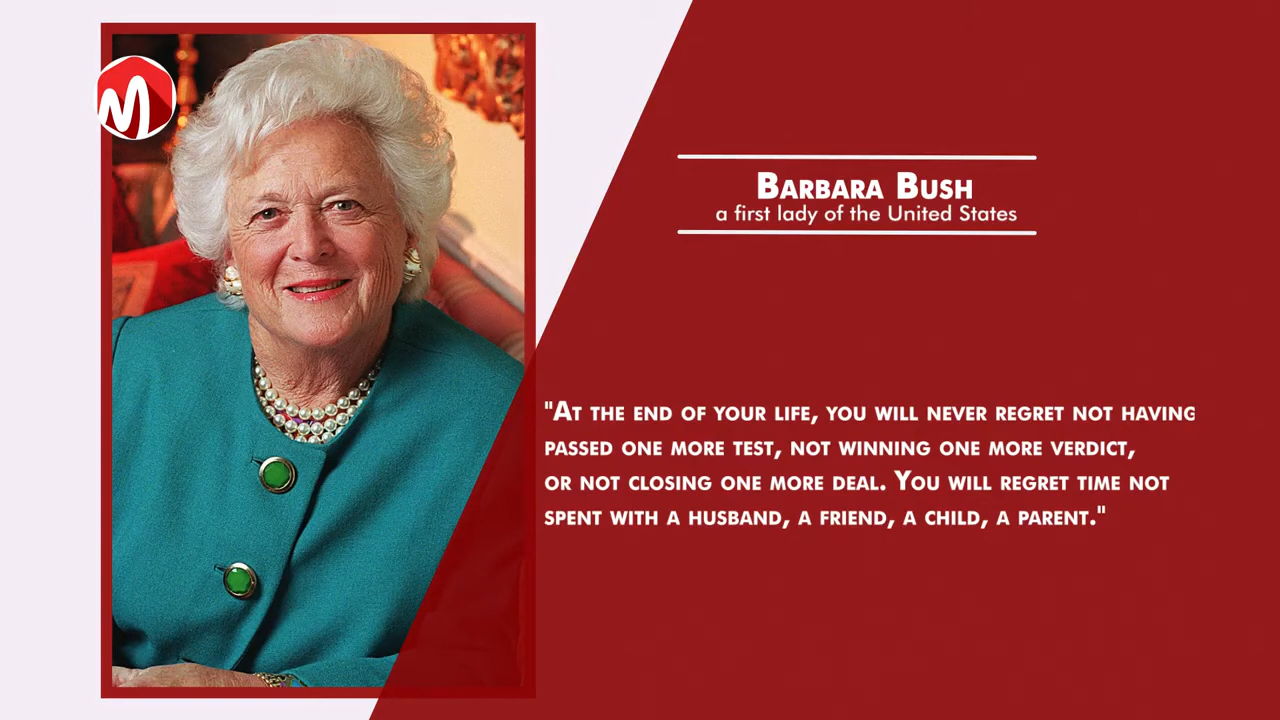 M
Barbara Bush
a first lady of the United States
"At the end of your life, you will never regret not having
passed one more test, not winning one more verdict,
or not closing one more deal. You will regret time not
spent with a husband, a friend, a child, a parent."